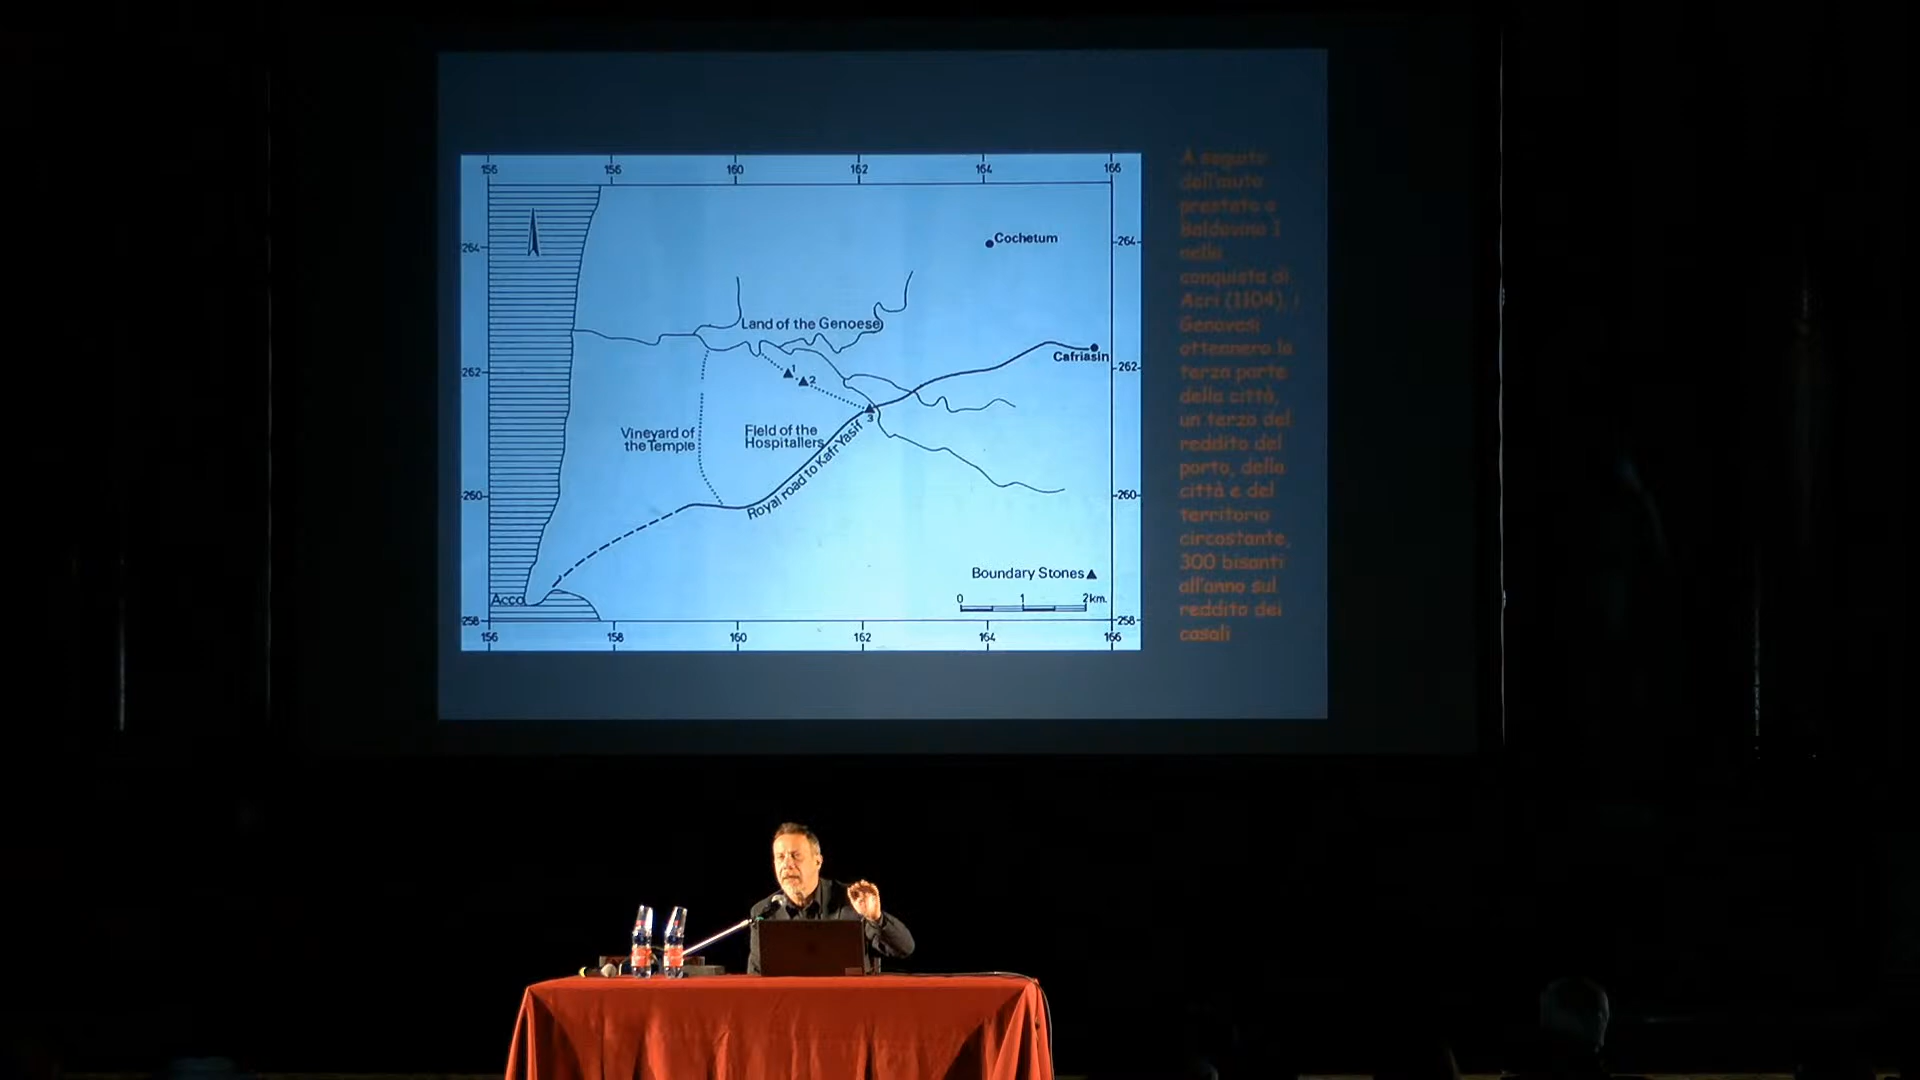 156 156 160 162 164 166
264 264
Cochetum
Land of the Genoese
Cafriasin
262 262
1
2
3
Vineyard of
the Temple
Field of the
Hospitallers
Royal road to Kafr Yasif
260 260
Boundary Stones
0 1 2km.
Acco
258 258
156 158 160 162 164 166
A seguito
dell'aiuto
prestato a
Baldovino I
nella
conquista di
Acri (1104), i
Genovesi
ottennero la
terza parte
della città,
un terzo del
reddito del
porto, della
città e del
territorio
circostante,
300 bisanti
all'anno sul
reddito dei
casali